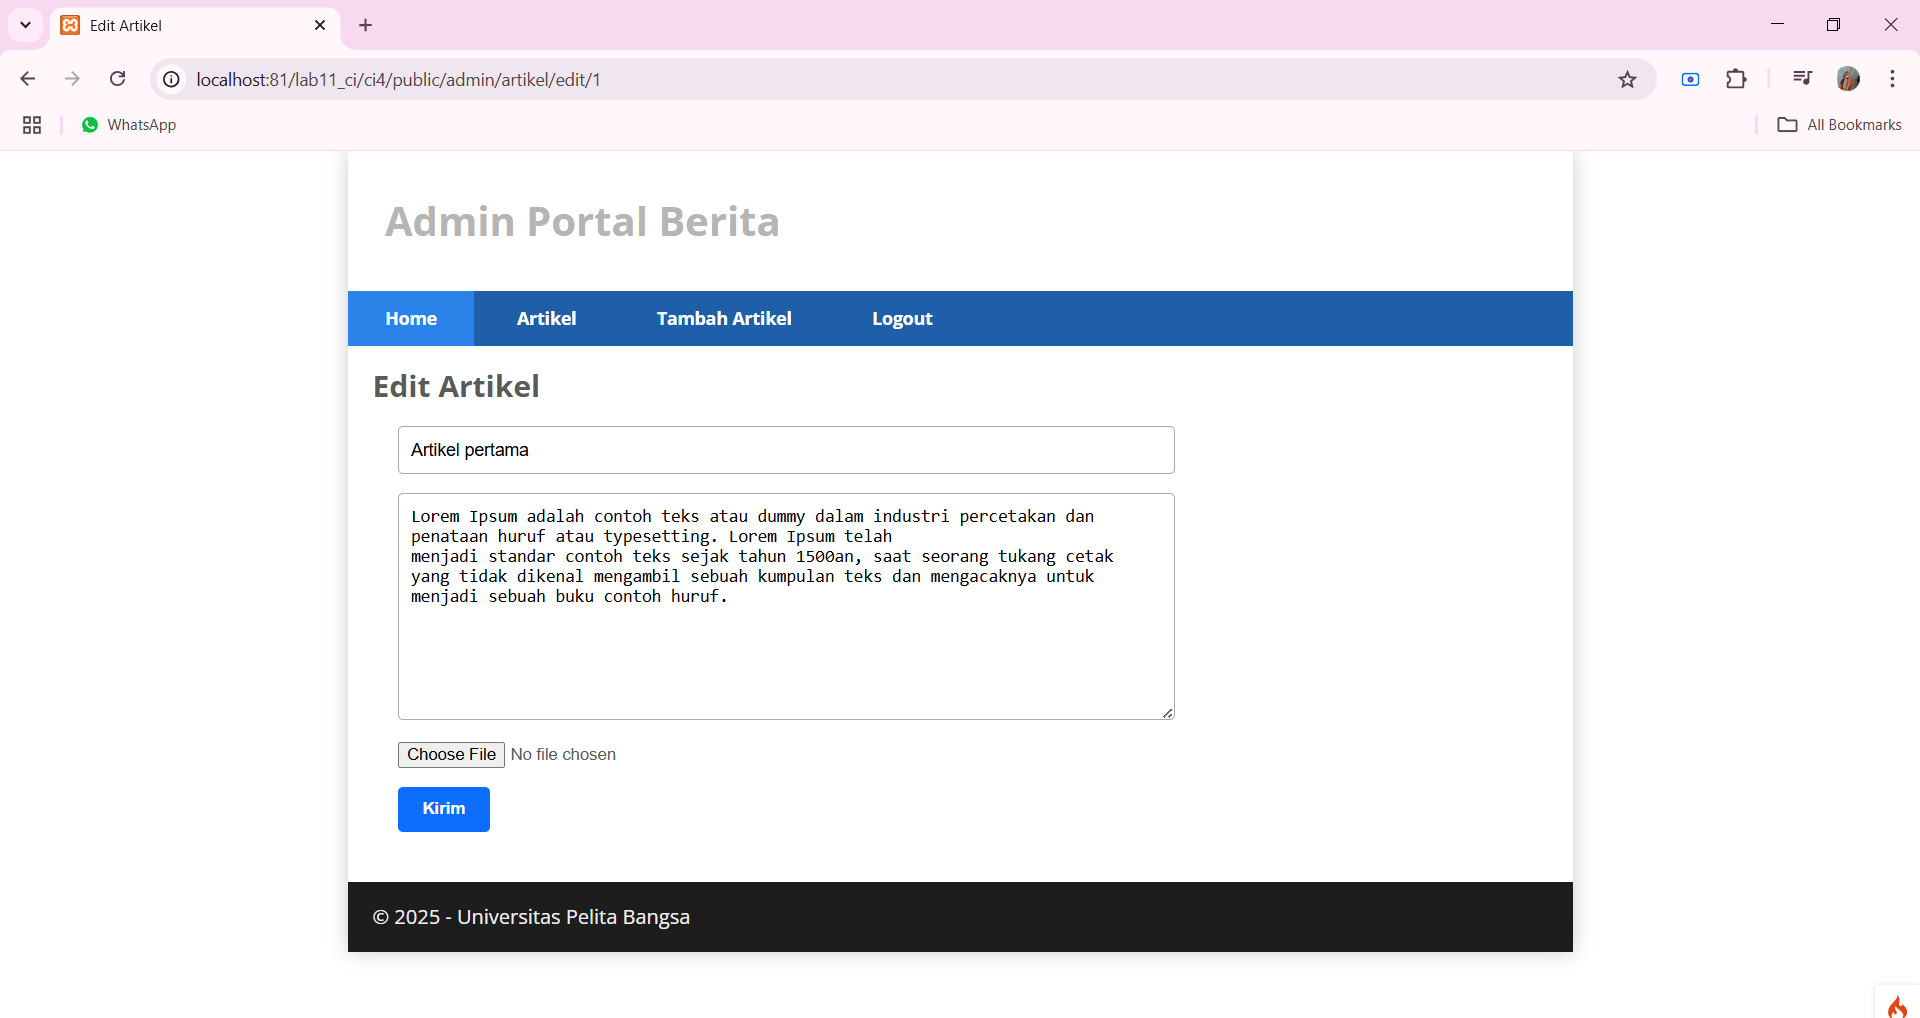 Edit Artikel
localhost:81/lab11_ci/ci4/public/admin/artikel/edit/1
WhatsApp
All Bookmarks
Admin Portal Berita
Home Artikel Tambah Artikel Logout
Edit Artikel
Artikel pertama
Lorem Ipsum adalah contoh teks atau dummy dalam industri percetakan dan
penataan huruf atau typesetting. Lorem Ipsum telah
menjadi standar contoh teks sejak tahun 1500an, saat seorang tukang cetak
yang tidak dikenal mengambil sebuah kumpulan teks dan mengacaknya untuk
menjadi sebuah buku contoh huruf.
Choose File No file chosen
Kirim
© 2025 - Universitas Pelita Bangsa